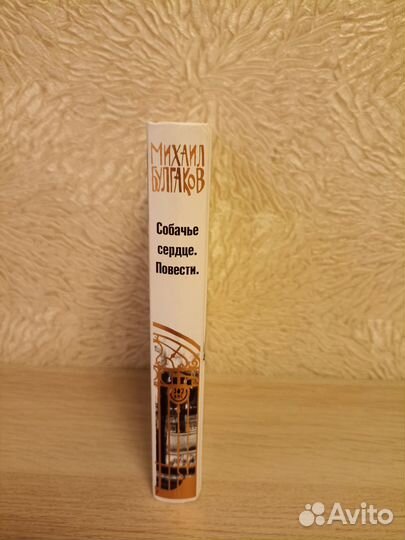 МИХАИЛ
БУЛГАКОВ
Собачье
сердце.
Повести.
Avito